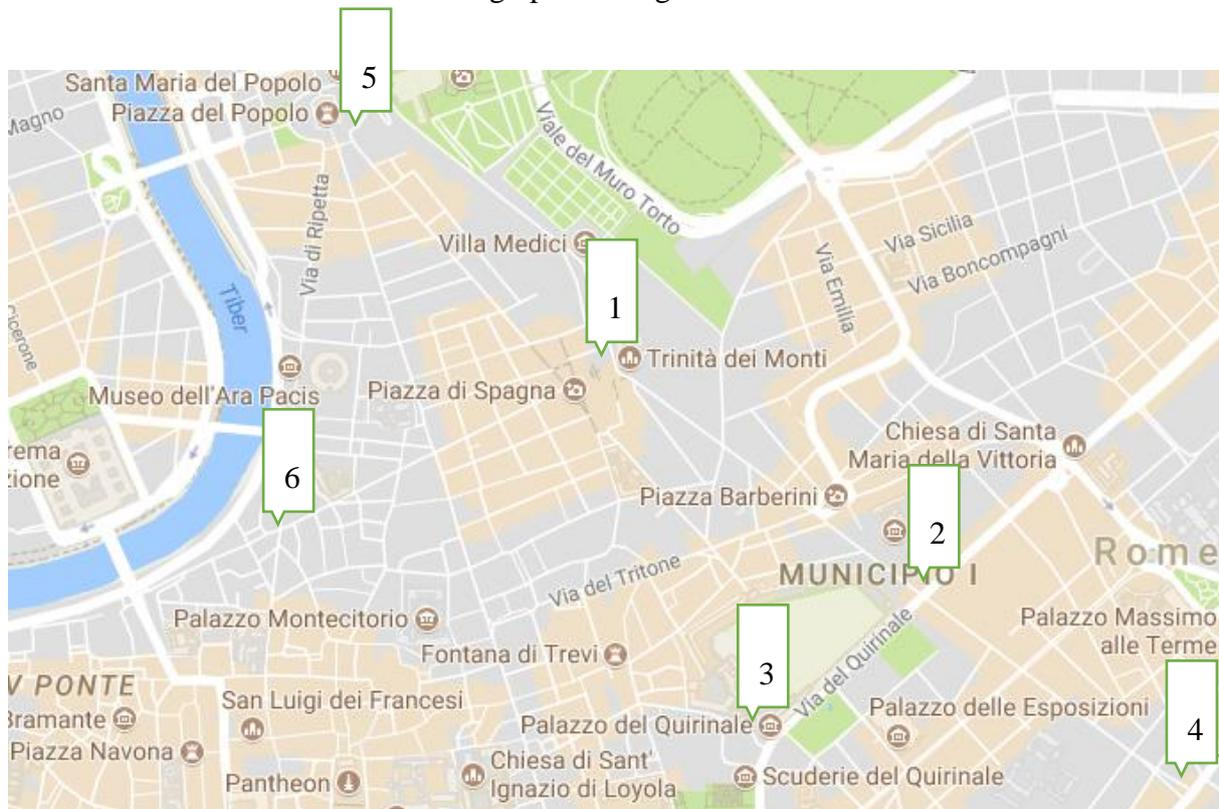 5
Santa Maria del Popolo
Piazza del Popolo
Magno
Viale del Muro Torto
Via di Ripetta
Villa Medici
Via Sicilia
Via Boncompagni
Via Emilia
1
Tiber
Cicerone
Trinità dei Monti
Museo dell'Ara Pacis
Piazza di Spagna
Chiesa di Santa
Maria della Vittoria
6
Piazza Barberini
2
Rome
Via del Tritone
MUNICIPIO I
Palazzo Montecitorio
Palazzo Massimo
alle Terme
Fontana di Trevi
3
Via del Quirinale
V PONTE
San Luigi dei Francesi
Palazzo del Quirinale
Palazzo delle Esposizioni
4
Bramante
Piazza Navona
Pantheon
Chiesa di Sant'
Ignazio di Loyola
Scuderie del Quirinale